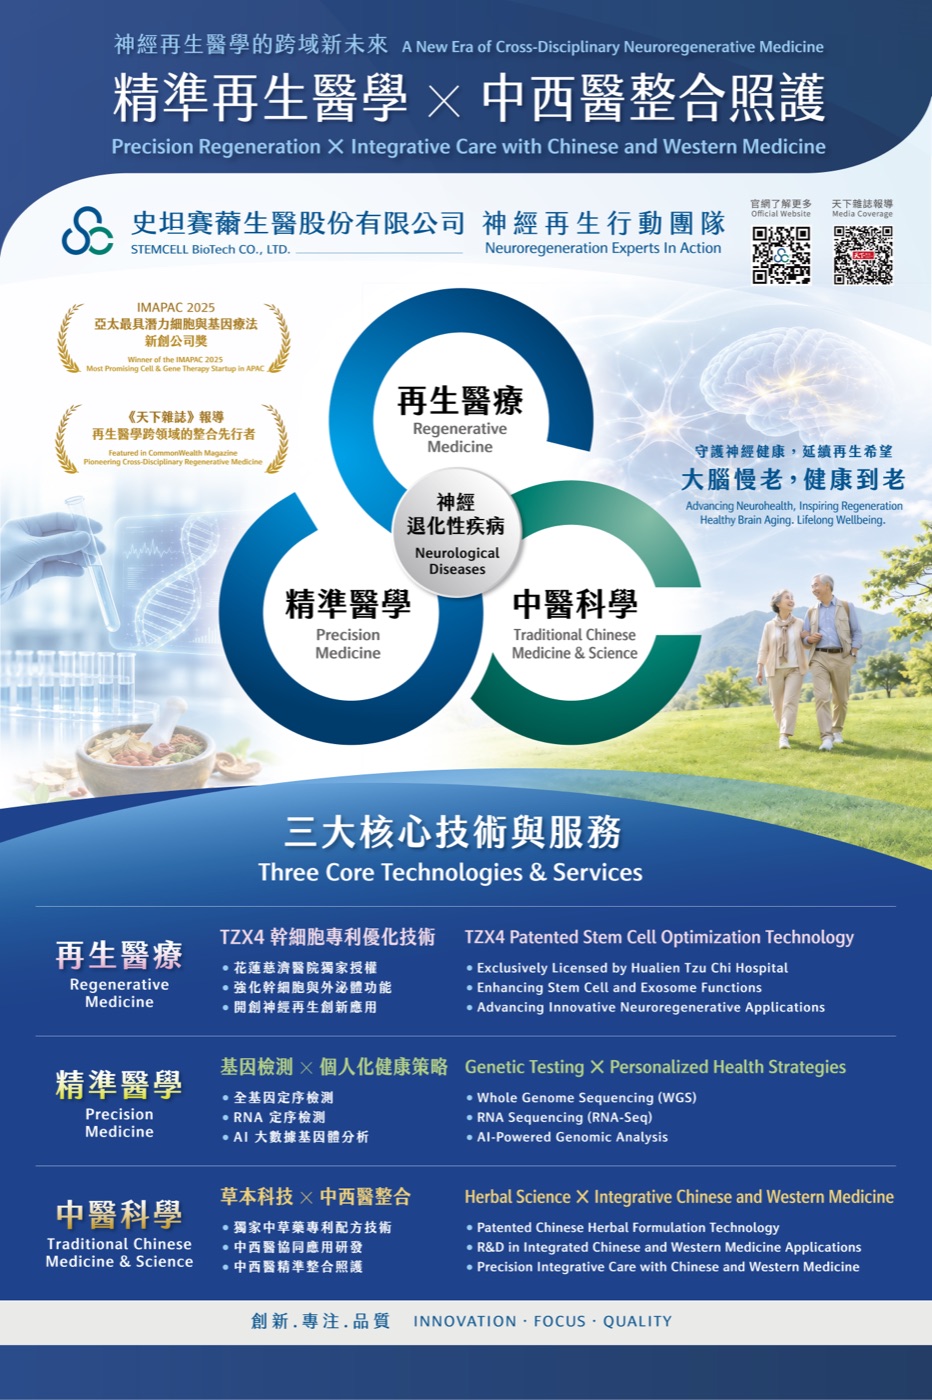 神經再生醫學的跨域新未來 A New Era of Cross-Disciplinary Neuroregenerative Medicine
精準再生醫學 × 中西醫整合照護
Precision Regeneration × Integrative Care with Chinese and Western Medicine
史坦賽薾生醫股份有限公司 神經再生行動團隊
STEMCELL BioTech CO., LTD. Neuroregeneration Experts In Action
官網了解更多 天下雜誌報導
Official Website Media Coverage
IMAPAC 2025
亞太最具潛力細胞與基因療法
新創公司獎
Winner of the IMAPAC 2025
Most Promising Cell & Gene Therapy Startup in APAC
《天下雜誌》報導
再生醫學跨領域的整合先行者
Featured in CommonWealth Magazine
Pioneering Cross-Disciplinary Regenerative Medicine
再生醫療
Regenerative
Medicine
神經
退化性疾病
Neurological
Diseases
精準醫學
Precision
Medicine
中醫科學
Traditional Chinese
Medicine & Science
守護神經健康，延續再生希望
大腦慢老，健康到老
Advancing Neurohealth, Inspiring Regeneration
Healthy Brain Aging. Lifelong Wellbeing.
三大核心技術與服務
Three Core Technologies & Services
再生醫療
Regenerative
Medicine
TZX4 幹細胞專利優化技術
• 花蓮慈濟醫院獨家授權
• 強化幹細胞與外泌體功能
• 開創神經再生創新應用
TZX4 Patented Stem Cell Optimization Technology
• Exclusively Licensed by Hualien Tzu Chi Hospital
• Enhancing Stem Cell and Exosome Functions
• Advancing Innovative Neuroregenerative Applications
精準醫學
Precision
Medicine
基因檢測 × 個人化健康策略
• 全基因定序檢測
• RNA 定序檢測
• AI 大數據基因體分析
Genetic Testing × Personalized Health Strategies
• Whole Genome Sequencing (WGS)
• RNA Sequencing (RNA-Seq)
• AI-Powered Genomic Analysis
中醫科學
Traditional Chinese
Medicine & Science
草本科技 × 中西醫整合
• 獨家中草藥專利配方技術
• 中西醫協同應用研發
• 中西醫精準整合照護
Herbal Science × Integrative Chinese and Western Medicine
• Patented Chinese Herbal Formulation Technology
• R&D in Integrated Chinese and Western Medicine Applications
• Precision Integrative Care with Chinese and Western Medicine
創新.專注.品質 INNOVATION · FOCUS · QUALITY